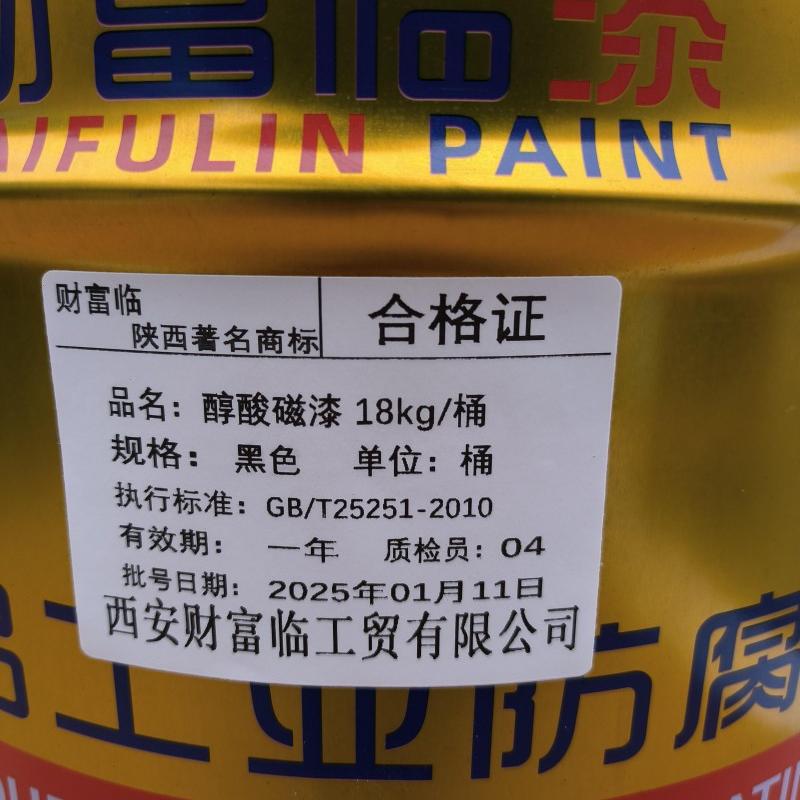 富临漆
AIFULIN PAINT
财富临
陕西著名商标
合格证
品名：醇酸磁漆 18kg/桶
规格：黑色 单位：桶
执行标准：GB/T25251-2010
有效期：一年 质检员：04
批号日期：2025年01月11日
西安财富临工贸有限公司
工业防腐